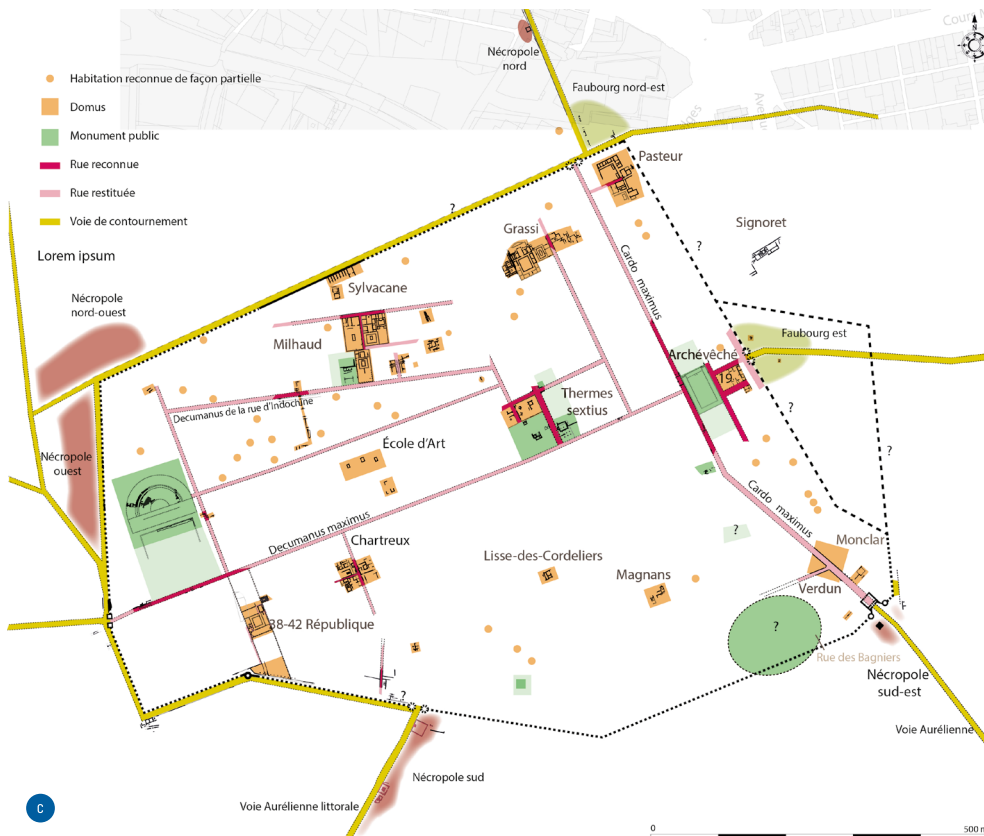 Cours
N
Nécropole
nord
Faubourg nord-est
Habitation reconnue de façon partielle
Domus
Monument public
Rue reconnue
Rue restituée
Voie de contournement
Lorem ipsum
Pasteur
?
Grassi
Signoret
?
Cardo maximus
Sylvacane
Nécropole
nord-ouest
Milhaud
Archévêché
Faubourg est
19
Decumanus de la rue d'indochine
Thermes
sextius
?
École d'Art
Nécropole
ouest
?
Cardo maximus
Decumanus maximus
Chartreux
?
Lisse-des-Cordeliers
Monclar
Magnans
Verdun
38-42 République
?
Rue des Bagniers
Nécropole
sud-est
?
Voie Aurélienne
Nécropole sud
Voie Aurélienne littorale
C
0
500 m